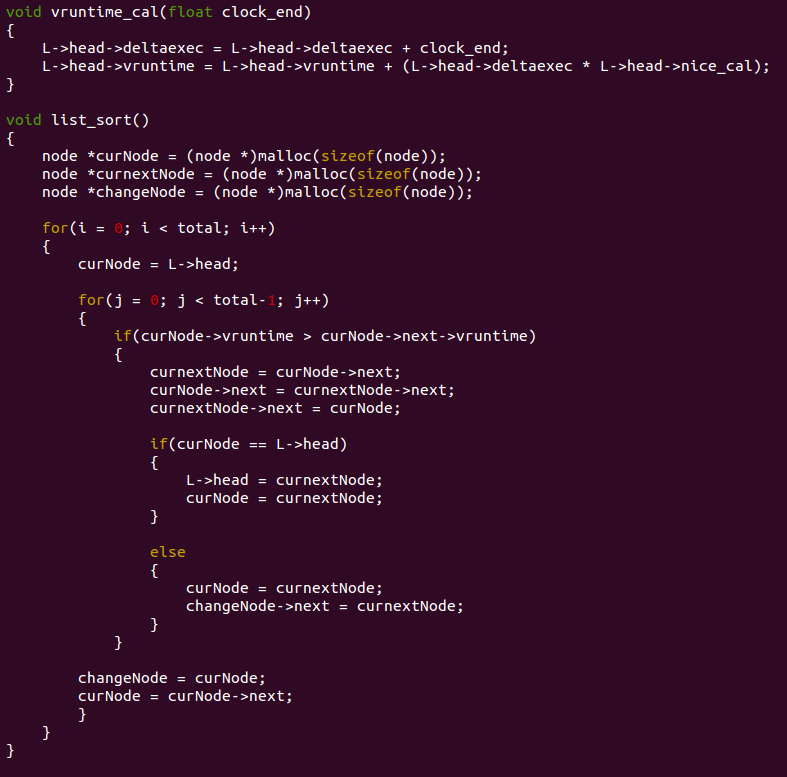 void vruntime_cal(float clock_end)
{
    L->head->deltaexec = L->head->deltaexec + clock_end;
    L->head->vruntime = L->head->vruntime + (L->head->deltaexec * L->head->nice_cal);
}

void list_sort()
{
    node *curNode = (node *)malloc(sizeof(node));
    node *curnextNode = (node *)malloc(sizeof(node));
    node *changeNode = (node *)malloc(sizeof(node));

    for(i = 0; i < total; i++)
    {
        curNode = L->head;

        for(j = 0; j < total-1; j++)
        {
            if(curNode->vruntime > curNode->next->vruntime)
            {
                curnextNode = curNode->next;
                curNode->next = curnextNode->next;
                curnextNode->next = curNode;

                if(curNode == L->head)
                {
                    L->head = curnextNode;
                    curNode = curnextNode;
                }

                else
                {
                    curNode = curnextNode;
                    changeNode->next = curnextNode;
                }
            }

        changeNode = curNode;
        curNode = curNode->next;
        }
    }
}